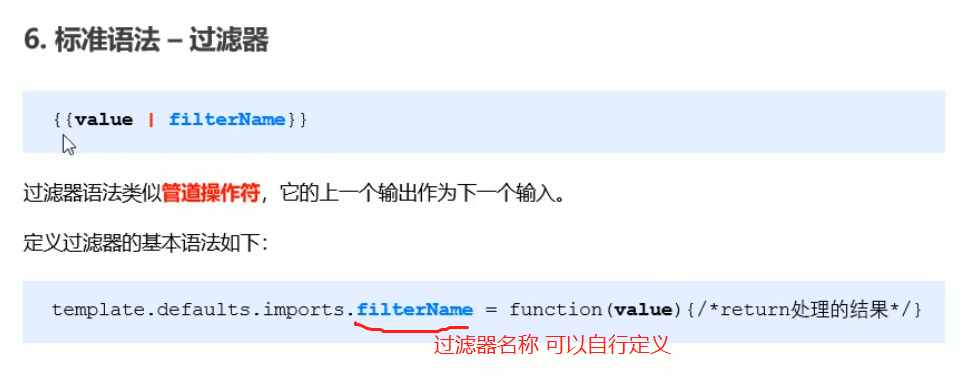 6. 标准语法 – 过滤器
{{value | filterName}}
过滤器语法类似管道操作符，它的上一个输出作为下一个输入。
定义过滤器的基本语法如下：
template.defaults.imports.filterName = function(value){/*return处理的结果*/}
过滤器名称 可以自行定义